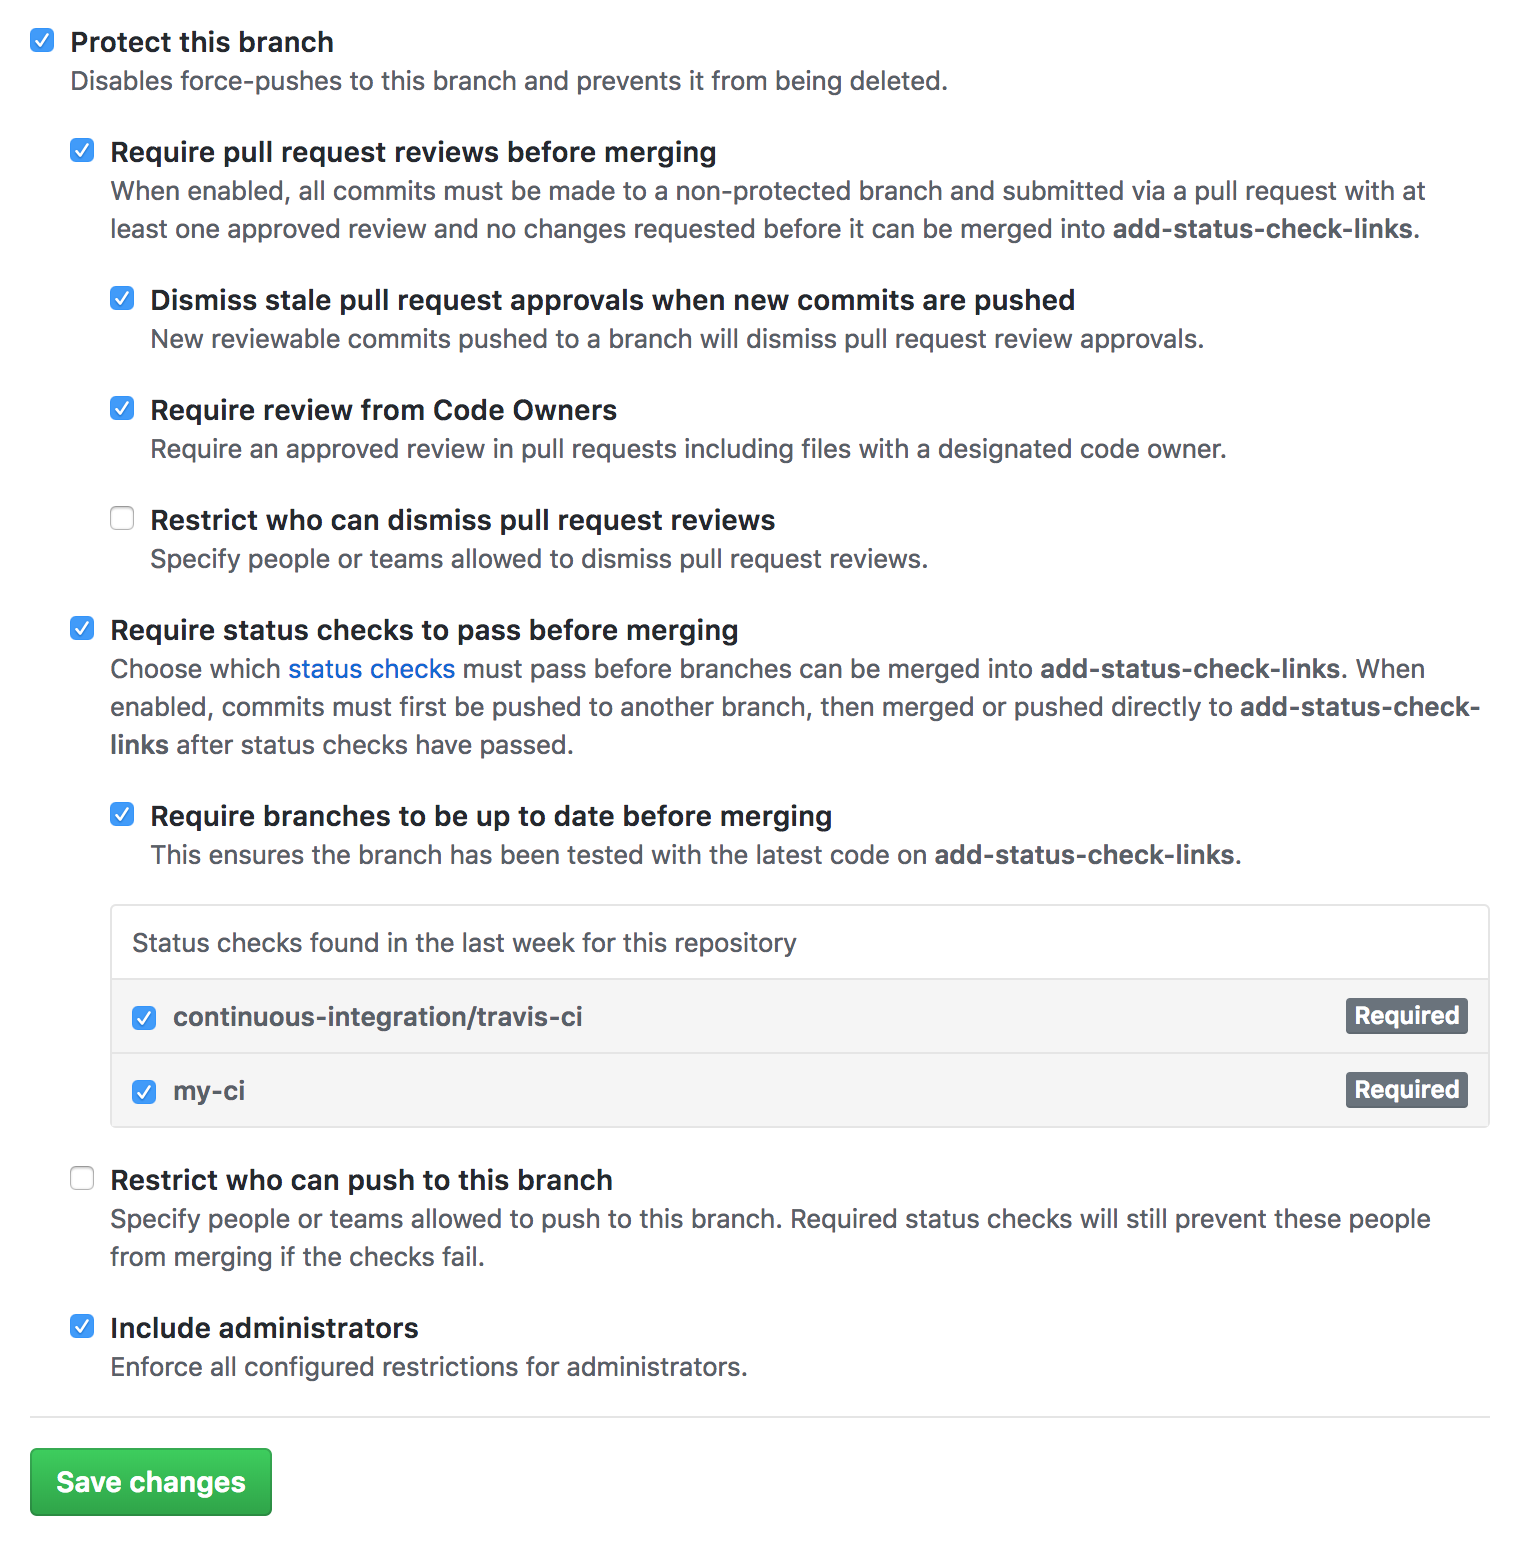 Protect this branch
Disables force-pushes to this branch and prevents it from being deleted.
Require pull request reviews before merging
When enabled, all commits must be made to a non-protected branch and submitted via a pull request with at
least one approved review and no changes requested before it can be merged into add-status-check-links.
Dismiss stale pull request approvals when new commits are pushed
New reviewable commits pushed to a branch will dismiss pull request review approvals.
Require review from Code Owners
Require an approved review in pull requests including files with a designated code owner.
Restrict who can dismiss pull request reviews
Specify people or teams allowed to dismiss pull request reviews.
Require status checks to pass before merging
Choose which status checks must pass before branches can be merged into add-status-check-links. When
enabled, commits must first be pushed to another branch, then merged or pushed directly to add-status-check-
links after status checks have passed.
Require branches to be up to date before merging
This ensures the branch has been tested with the latest code on add-status-check-links.
Status checks found in the last week for this repository
continuous-integration/travis-ci Required
my-ci Required
Restrict who can push to this branch
Specify people or teams allowed to push to this branch. Required status checks will still prevent these people
from merging if the checks fail.
Include administrators
Enforce all configured restrictions for administrators.
Save changes